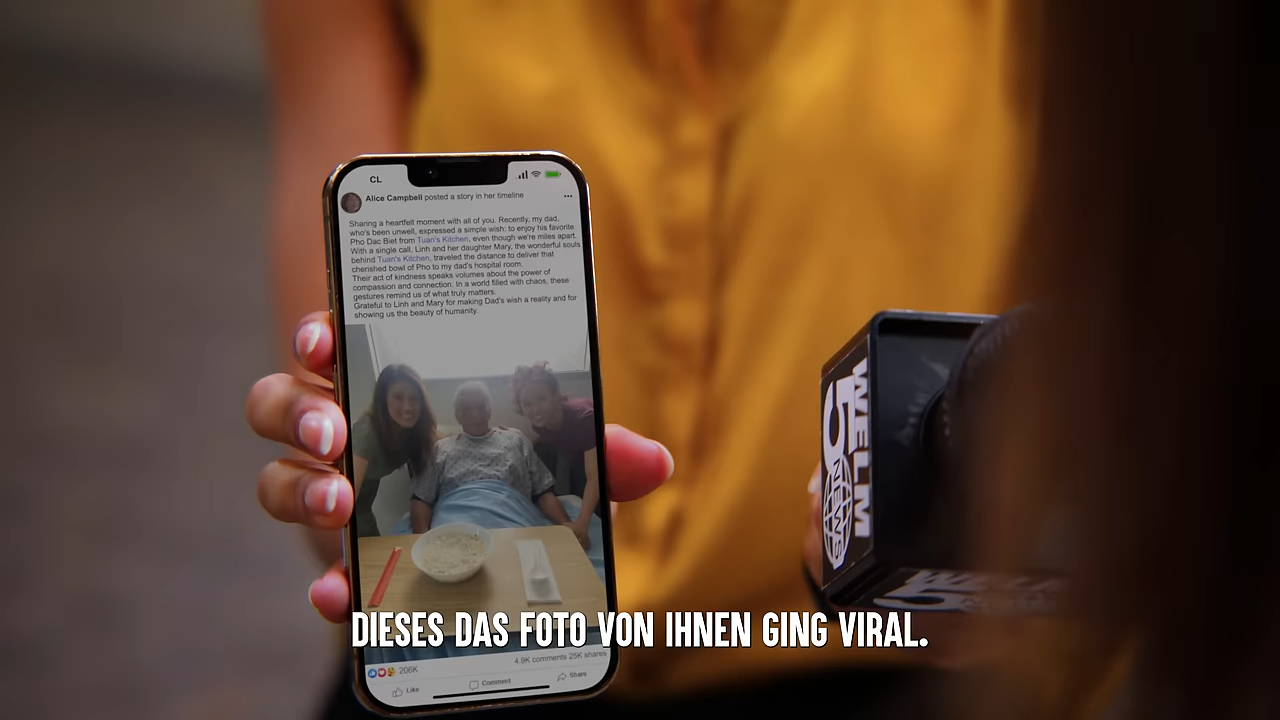 CL
Alice Campbell posted a story in her timeline
Sharing a heartfelt moment with all of you. Recently, my dad,
who's been unwell, expressed a simple wish: to enjoy his favorite
Pho Dac Biet from Tuan's Kitchen, even though we're miles apart.
With a single call, Linh and her daughter Mary, the wonderful souls
behind Tuan's Kitchen, traveled the distance to deliver that
cherished bowl of Pho to my dad's hospital room.
Their act of kindness speaks volumes about the power of
compassion and connection. In a world filled with chaos, these
gestures remind us of what truly matters.
Grateful to Linh and Mary for making Dad's wish a reality and for
showing us the beauty of humanity.
WELM
5
NEWS
WELM
5
DIESES DAS FOTO VON IHNEN GING VIRAL.
206K
4.9K comments 25K shares
Like
Comment
Share